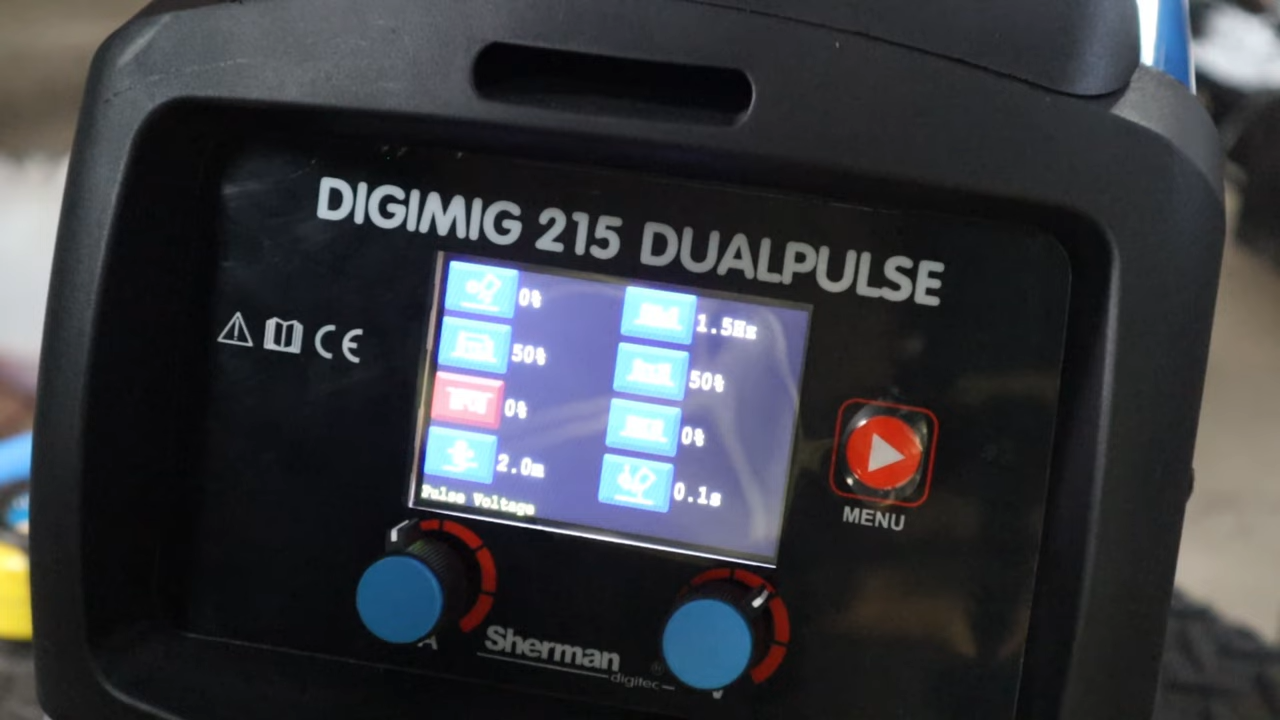 DIGIMIG 215 DUALPULSE
0%
1.5Hz
50%
50%
0%
0%
2.0m
0.1s
Pulse Voltage
CE
MENU
A
Sherman®
digitec
V